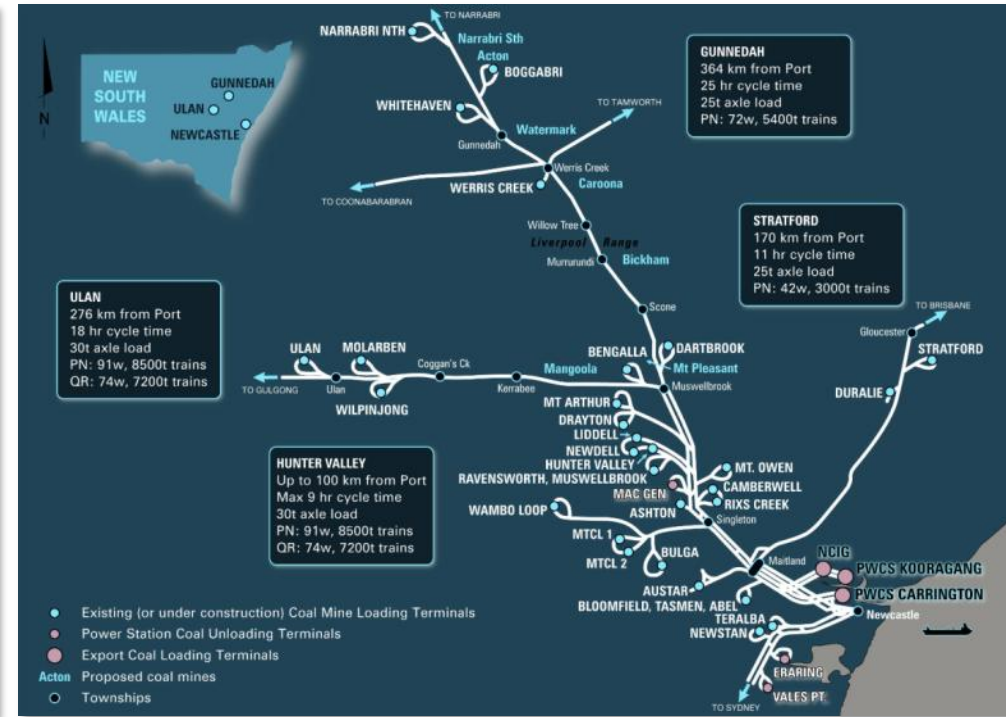 TO NARRABRI
NARRABRI NTH
Narrabri Sth
Acton
BOGGABRI
WHITEHAVEN
TO TAMWORTH
Gunnedah
Watermark
Werris Creek
WERRIS CREEK
Caroona
TO COONABARABRAN
Willow Tree
Liverpool Range
Murrurundi
Bickham
Scone
NEW
SOUTH
WALES
GUNNEDAH
ULAN
NEWCASTLE
N
GUNNEDAH
364 km from Port
25 hr cycle time
25t axle load
PN: 72w, 5400t trains
STRATFORD
170 km from Port
11 hr cycle time
25t axle load
PN: 42w, 3000t trains
TO BRISBANE
Gloucester
STRATFORD
DURALIE
ULAN
276 km from Port
18 hr cycle time
30t axle load
PN: 91w, 8500t trains
QR: 74w, 7200t trains
ULAN
MOLARBEN
Coggan's Ck
Ulan
Kerrabee
TO GULGONG
WILPINJONG
Mangoola
BENGALLA
DARTBROOK
Mt Pleasant
Muswellbrook
MT ARTHUR
DRAYTON
LIDDELL
NEWDELL
HUNTER VALLEY
RAVENSWORTH, MUSWELLBROOK
MT. OWEN
MAC GEN
CAMBERWELL
RIXS CREEK
ASHTON
Singleton
HUNTER VALLEY
Up to 100 km from Port
Max 9 hr cycle time
30t axle load
PN: 91w, 8500t trains
QR: 74w, 7200t trains
WAMBO LOOP
MTCL 1
MTCL 2
BULGA
Maitland
NCIG
PWCS KOORAGANG
PWCS CARRINGTON
AUSTAR
BLOOMFIELD, TASMEN, ABEL
Newcastle
TERALBA
NEWSTAN
ERARING
VALES PT
TO SYDNEY
Existing (or under construction) Coal Mine Loading Terminals
Power Station Coal Unloading Terminals
Export Coal Loading Terminals
Acton Proposed coal mines
Townships